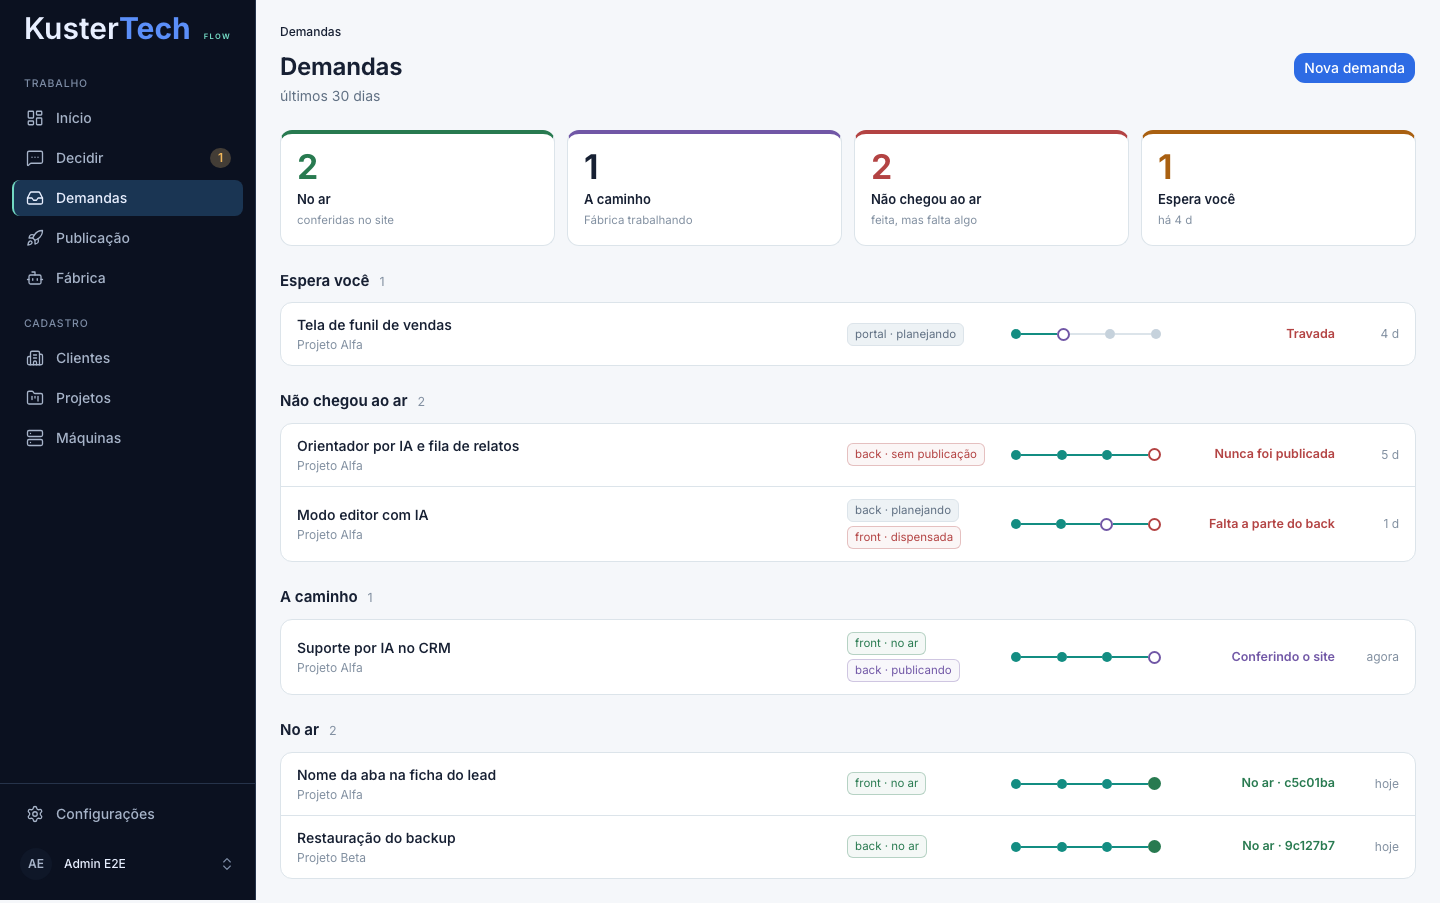 KusterTech FLOW
TRABALHO
Início
Decidir 1
Demandas
Publicação
Fábrica
CADASTRO
Clientes
Projetos
Máquinas
Configurações
AE Admin E2E
Demandas
Demandas
últimos 30 dias
Nova demanda
2
No ar
conferidas no site
1
A caminho
Fábrica trabalhando
2
Não chegou ao ar
feita, mas falta algo
1
Espera você
há 4 d
Espera você 1
Tela de funil de vendas
Projeto Alfa
portal · planejando
Travada
4 d
Não chegou ao ar 2
Orientador por IA e fila de relatos
Projeto Alfa
back · sem publicação
Nunca foi publicada
5 d
Modo editor com IA
Projeto Alfa
back · planejando
front · dispensada
Falta a parte do back
1 d
A caminho 1
Suporte por IA no CRM
Projeto Alfa
front · no ar
back · publicando
Conferindo o site
agora
No ar 2
Nome da aba na ficha do lead
Projeto Alfa
front · no ar
No ar · c5c01ba
hoje
Restauração do backup
Projeto Beta
back · no ar
No ar · 9c127b7
hoje